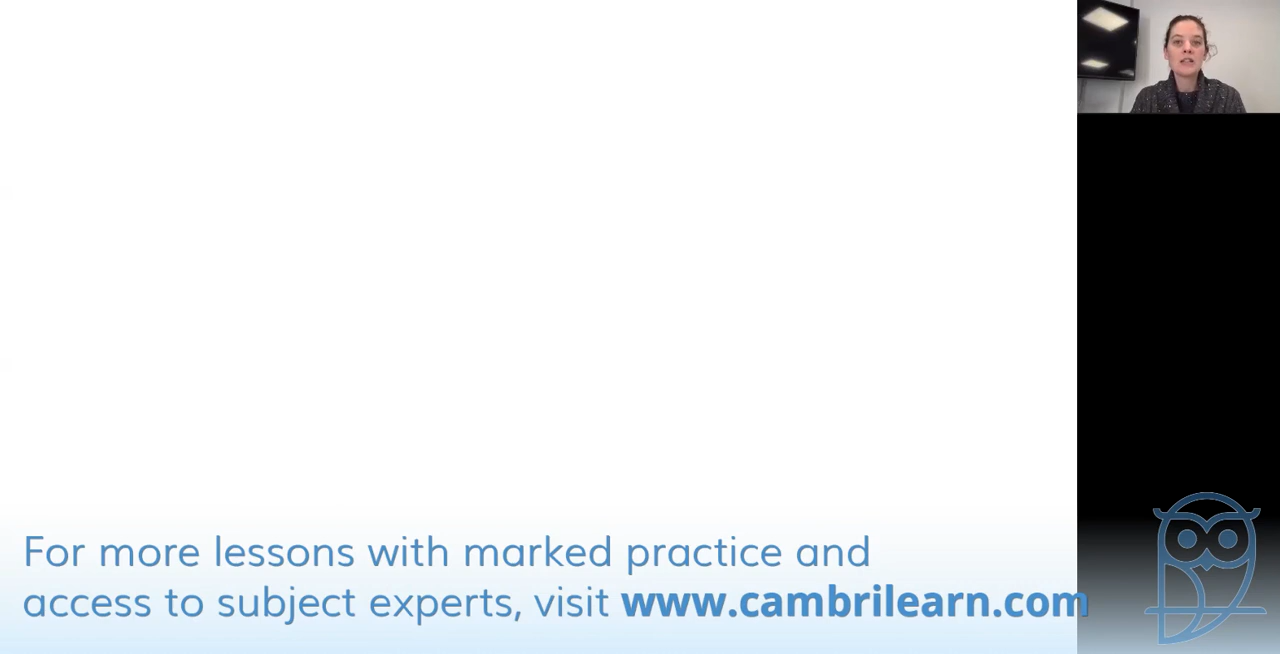 For more lessons with marked practice and
access to subject experts, visit www.cambrilearn.com